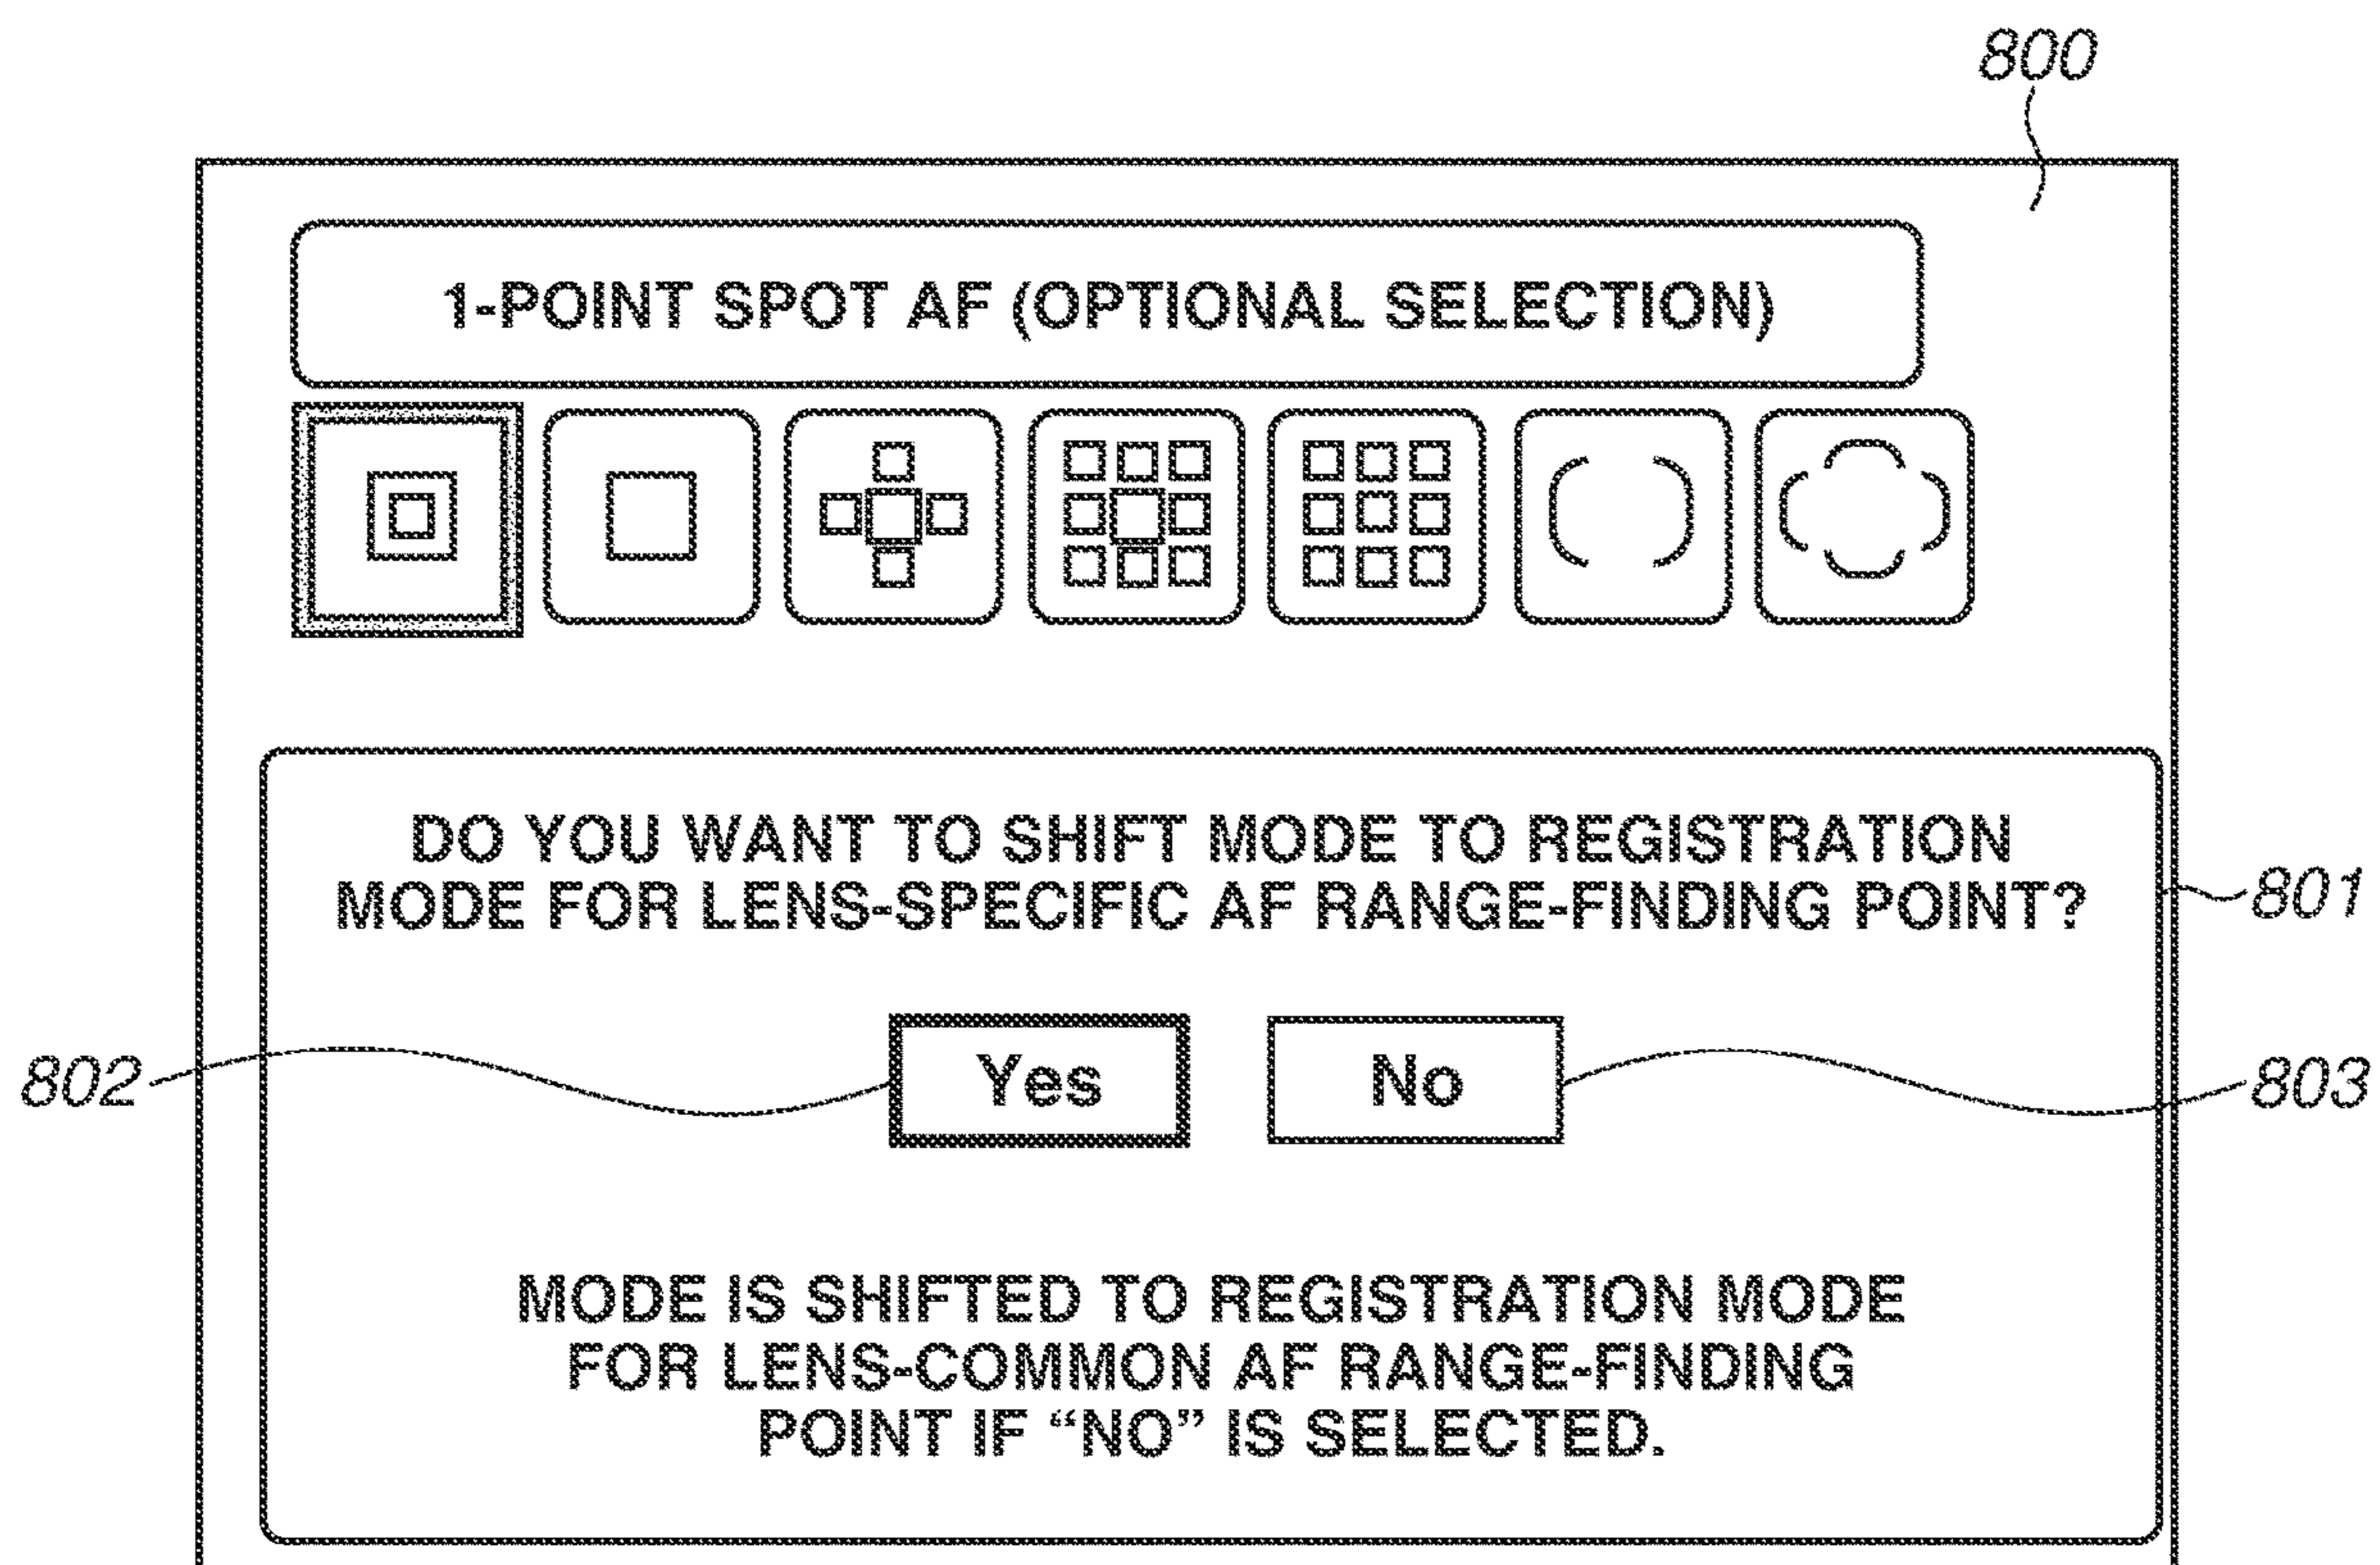 800
1-POINT SPOT AF (OPTIONAL SELECTION)
DO YOU WANT TO SHIFT MODE TO REGISTRATION
MODE FOR LENS-SPECIFIC AF RANGE-FINDING POINT?
801
802
Yes
No
803
MODE IS SHIFTED TO REGISTRATION MODE
FOR LENS-COMMON AF RANGE-FINDING
POINT IF “NO” IS SELECTED.